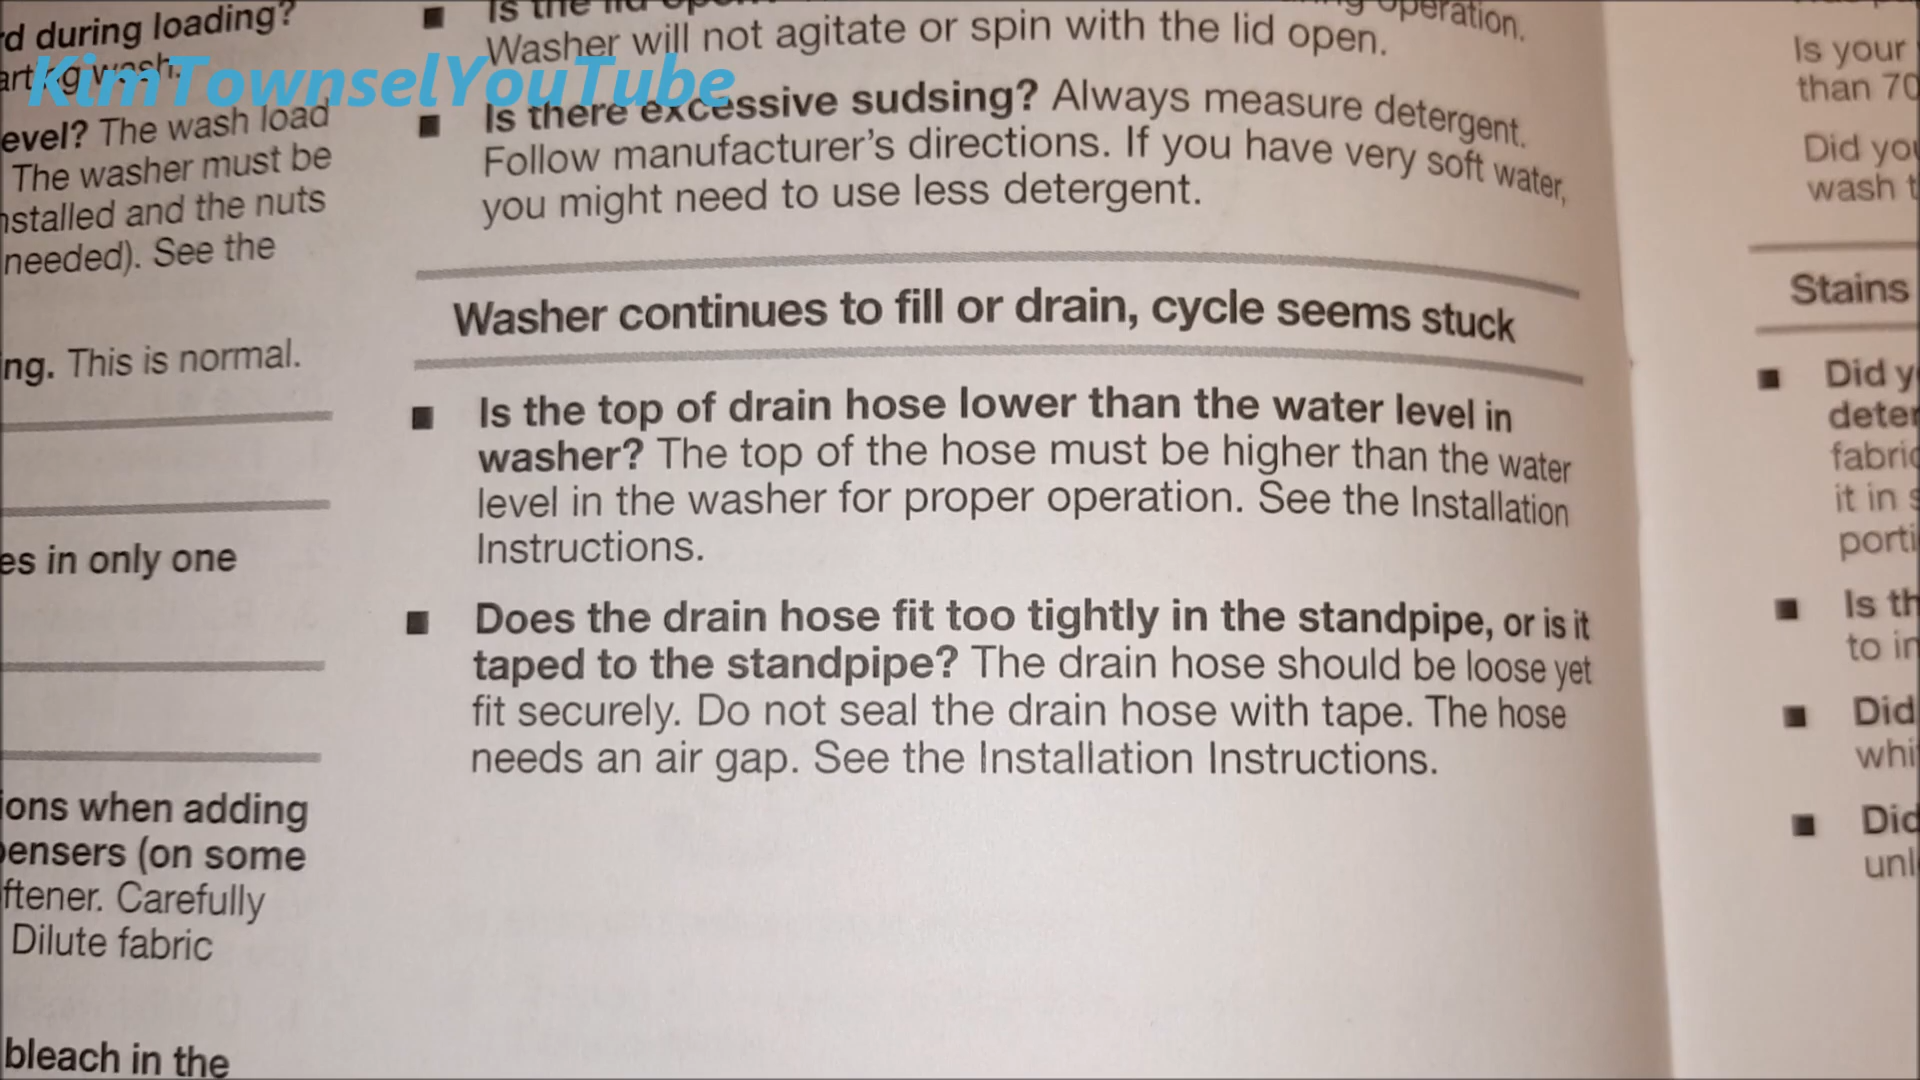 d during loading?
wash.
evel? The wash load
The washer must be
nstalled and the nuts
needed). See the
ng. This is normal.
es in only one
ions when adding
pensers (on some
ftener. Carefully
Dilute fabric
bleach in the
KimTownselYouTube
Is the lid operation.
Washer will not agitate or spin with the lid open.
■ Is there excessive sudsing? Always measure detergent.
Follow manufacturer's directions. If you have very soft water,
you might need to use less detergent.
Washer continues to fill or drain, cycle seems stuck
■ Is the top of drain hose lower than the water level in
washer? The top of the hose must be higher than the water
level in the washer for proper operation. See the Installation
Instructions.
■ Does the drain hose fit too tightly in the standpipe, or is it
taped to the standpipe? The drain hose should be loose yet
fit securely. Do not seal the drain hose with tape. The hose
needs an air gap. See the Installation Instructions.
Is your
than 70
Did you
wash t
Stains
■ Did y
deter
fabric
it in s
porti
■ Is th
to in
■ Did
whi
■ Did
unl